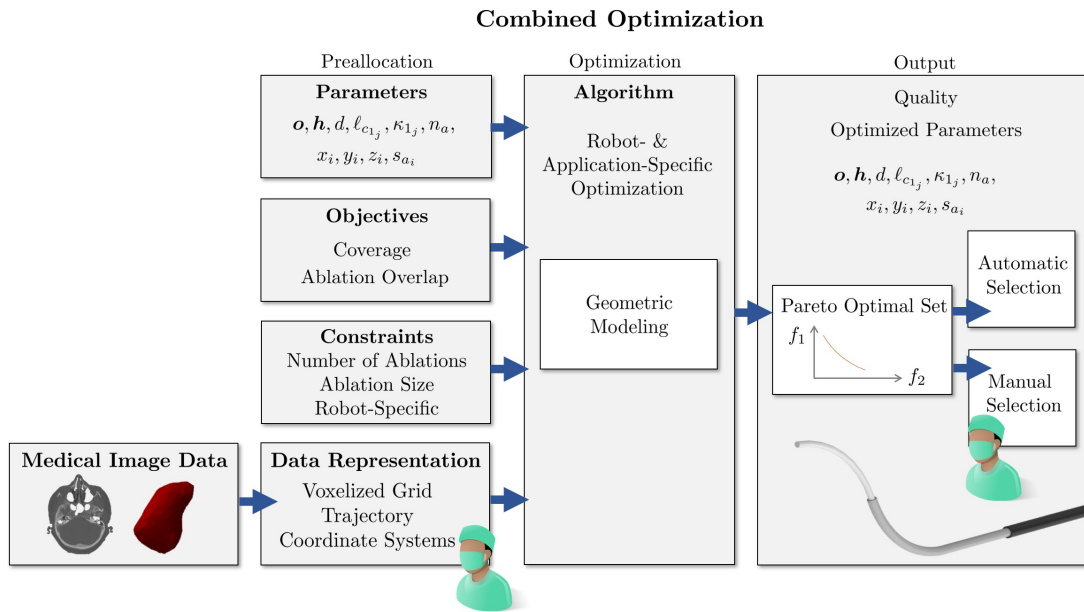 Combined Optimization
Preallocation
Parameters
o, h, d, ℓ_{c_{1_j}}, κ_{1_j}, n_a,
x_i, y_i, z_i, s_{a_i}
Objectives
Coverage
Ablation Overlap
Constraints
Number of Ablations
Ablation Size
Robot-Specific
Medical Image Data
Data Representation
Voxelized Grid
Trajectory
Coordinate Systems
Optimization
Algorithm
Robot- &
Application-Specific
Optimization
Geometric
Modeling
Output
Quality
Optimized Parameters
o, h, d, ℓ_{c_{1_j}}, κ_{1_j}, n_a,
x_i, y_i, z_i, s_{a_i}
Pareto Optimal Set
f_1
f_2
Automatic
Selection
Manual
Selection